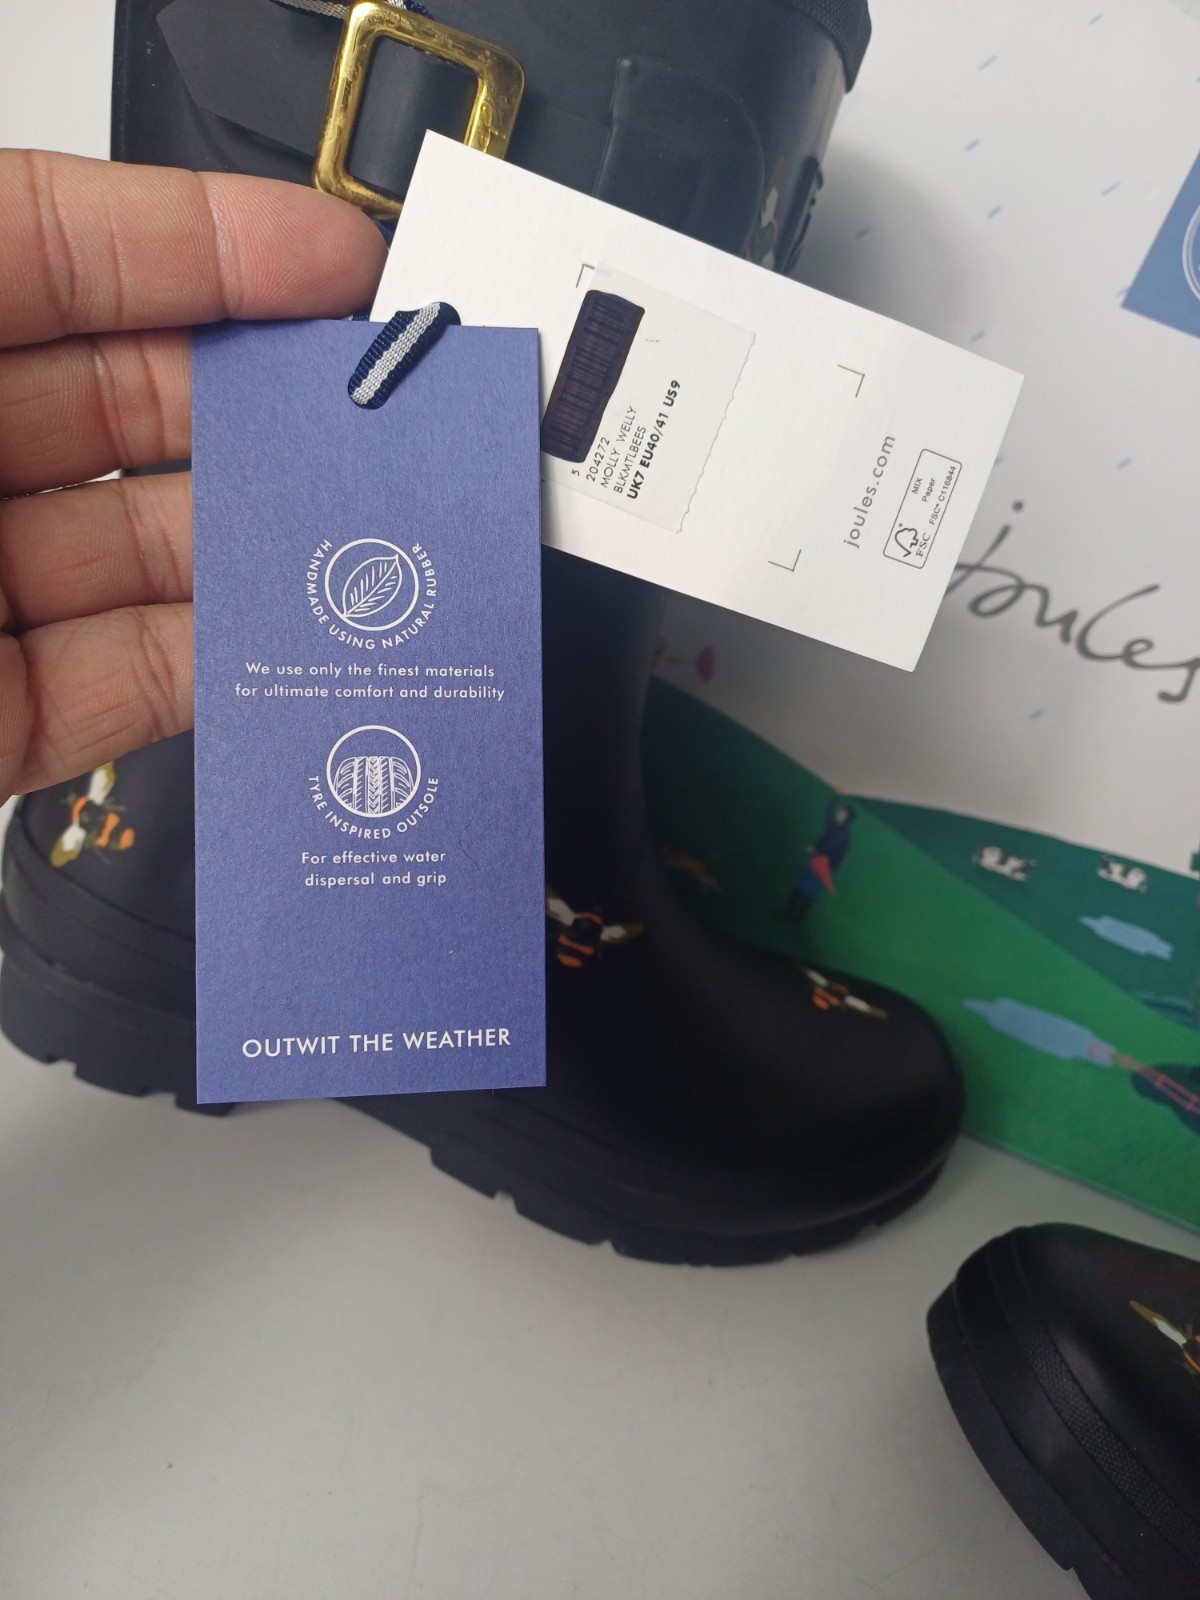 HANDMADE USING NATURAL RUBBER
We use only the finest materials
for ultimate comfort and durability
TYRE INSPIRED OUTSOLE
For effective water
dispersal and grip
OUTWIT THE WEATHER
5
204272
MOLLY WELLY
BLKMTLBEES
UK7 EU40/41 US9
joules.com
FSC
MIX
Paper
FSC® C116844
joules